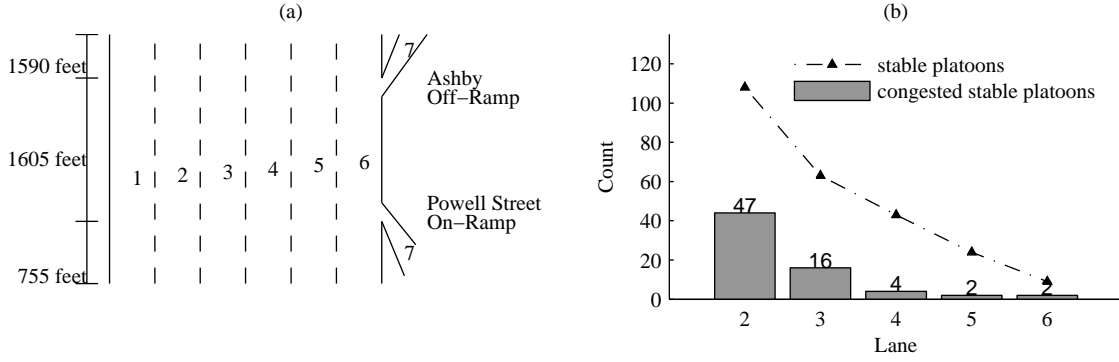 (a)
1590 feet
1605 feet
755 feet
1
2
3
4
5
6
7
7
Ashby
Off−Ramp
Powell Street
On−Ramp
(b)
Count
120
100
80
60
40
20
0
stable platoons
congested stable platoons
47
16
4
2
2
2
3
4
5
6
Lane